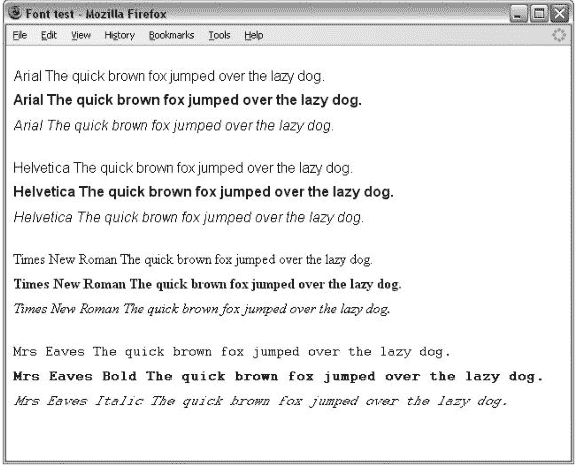 Font test - Mozilla Firefox
File Edit View History Bookmarks Tools Help
Arial The quick brown fox jumped over the lazy dog.
Arial The quick brown fox jumped over the lazy dog.
Arial The quick brown fox jumped over the lazy dog.
Helvetica The quick brown fox jumped over the lazy dog.
Helvetica The quick brown fox jumped over the lazy dog.
Helvetica The quick brown fox jumped over the lazy dog.
Times New Roman The quick brown fox jumped over the lazy dog.
Times New Roman The quick brown fox jumped over the lazy dog.
Times New Roman The quick brown fox jumped over the lazy dog.
Mrs Eaves The quick brown fox jumped over the lazy dog.
Mrs Eaves Bold The quick brown fox jumped over the lazy dog.
Mrs Eaves Italic The quick brown fox jumped over the lazy dog.